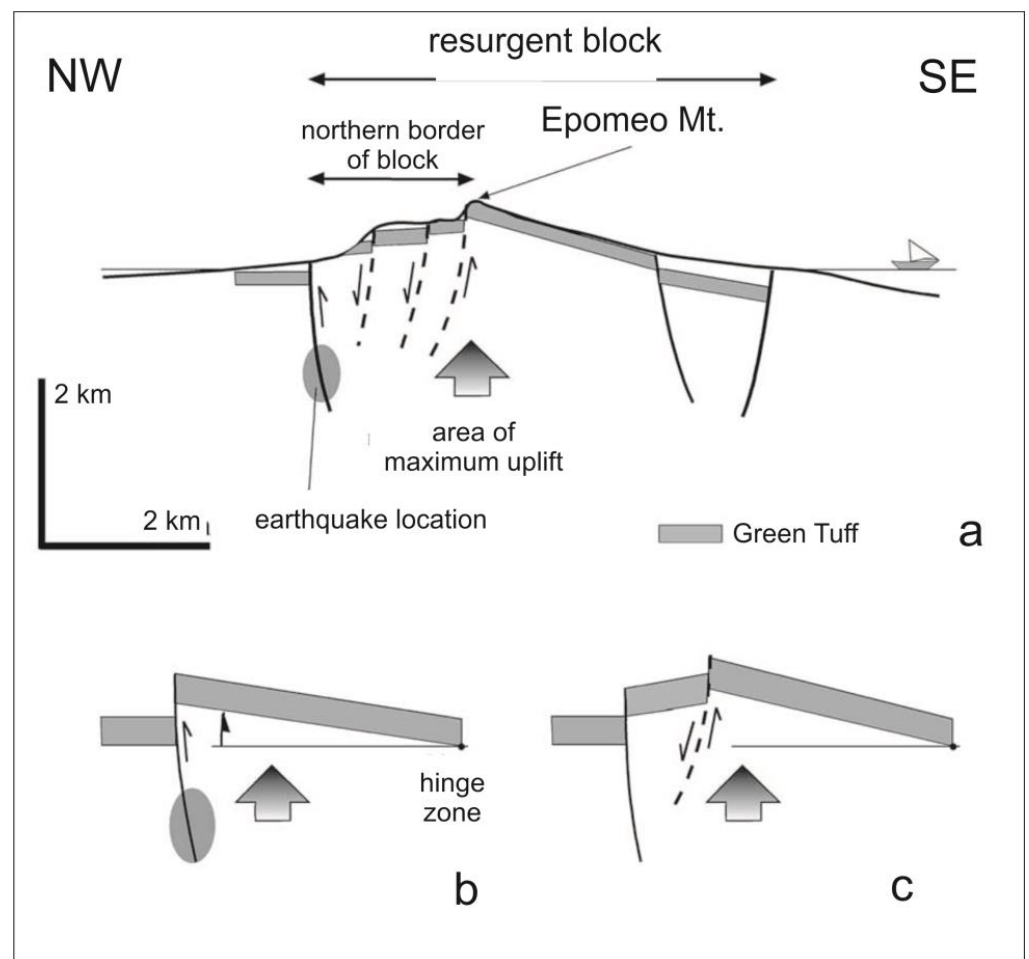 resurgent block
NW
SE
northern border
of block
Epomeo Mt.
2 km
area of
maximum uplift
2 km
earthquake location
Green Tuff
a
hinge
zone
b
c